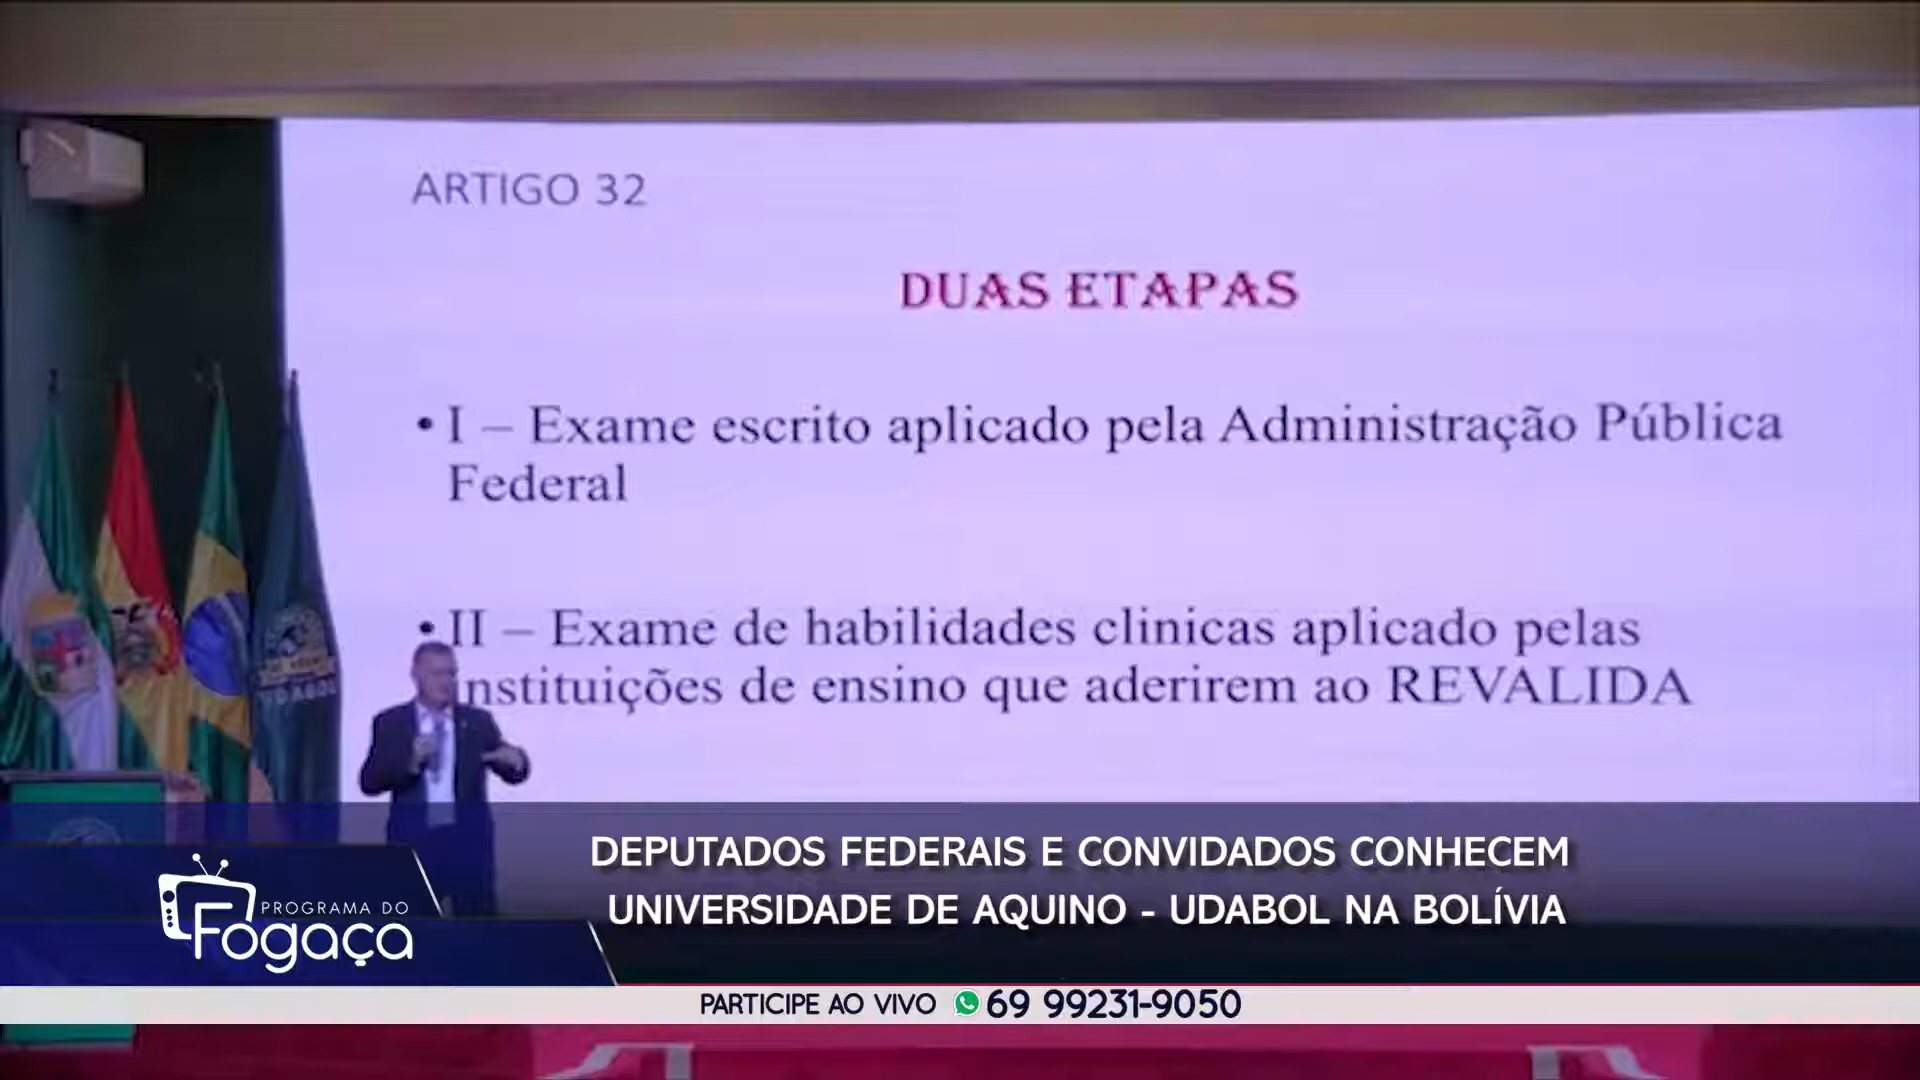 ARTIGO 32
DUAS ETAPAS
• I – Exame escrito aplicado pela Administração Pública
Federal
• II – Exame de habilidades clinicas aplicado pelas
nstituições de ensino que aderirem ao REVALIDA
DEPUTADOS FEDERAIS E CONVIDADOS CONHECEM
UNIVERSIDADE DE AQUINO - UDABOL NA BOLÍVIA
PROGRAMA DO
Fogaça
PARTICIPE AO VIVO 69 99231-9050
UDABOL